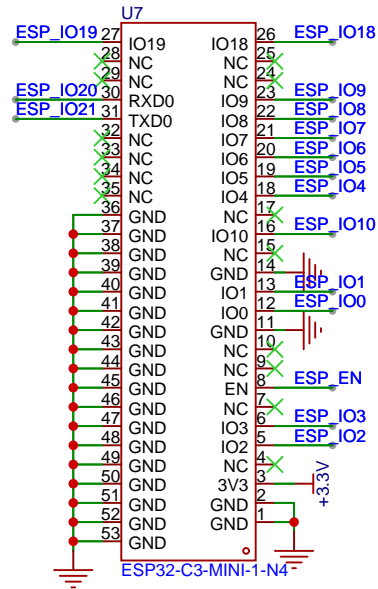 U7
ESP_IO19 27 IO19 IO18 26 ESP_IO18
28 NC NC 25
29 NC NC 24
ESP_IO20 30 RXD0 IO9 23 ESP_IO9
ESP_IO21 31 TXD0 IO8 22 ESP_IO8
32 NC IO7 21 ESP_IO7
33 NC IO6 20 ESP_IO6
34 NC IO5 19 ESP_IO5
35 NC IO4 18 ESP_IO4
36 GND NC 17
37 GND IO10 16 ESP_IO10
38 GND NC 15
39 GND GND 14
40 GND IO1 13 ESP_IO1
41 GND IO0 12 ESP_IO0
42 GND GND 11
43 GND NC 10
44 GND NC 9
45 GND EN 8 ESP_EN
46 GND NC 7
47 GND IO3 6 ESP_IO3
48 GND IO2 5 ESP_IO2
49 GND NC 4
50 GND 3V3 3 +3.3V
51 GND GND 2
52 GND GND 1
53 GND
ESP32-C3-MINI-1-N4